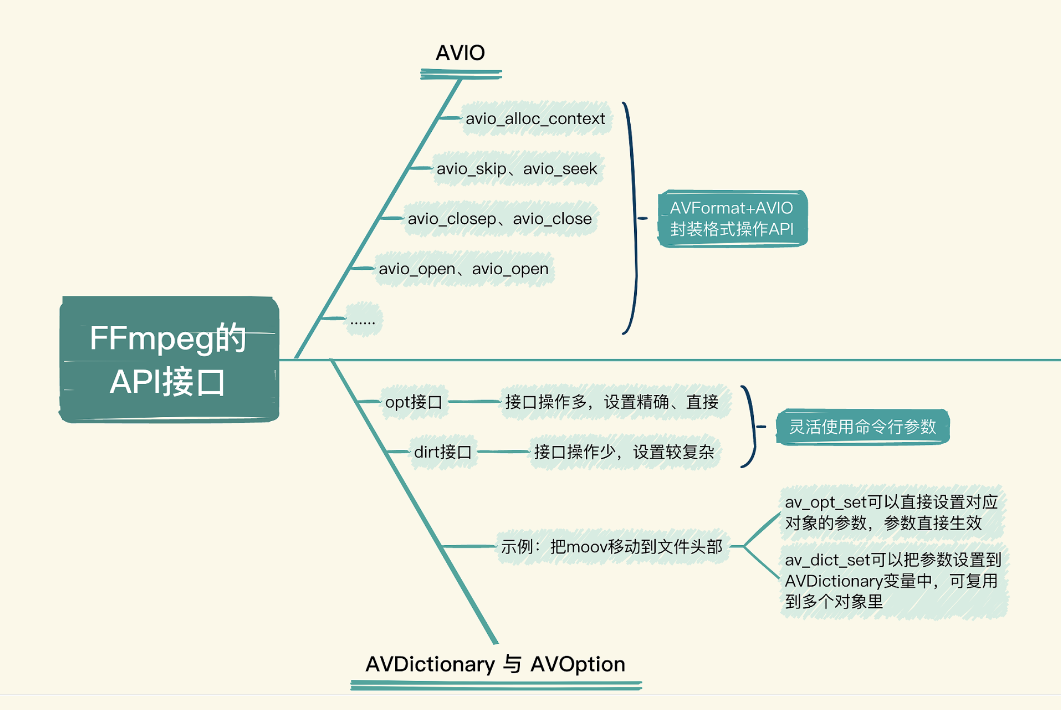 AVIO
avio_alloc_context
avio_skip、avio_seek
avio_closep、avio_close
avio_open、avio_open
......
AVFormat+AVIO
封装格式操作API
FFmpeg的
API接口
opt接口
接口操作多，设置精确、直接
dirt接口
接口操作少，设置较复杂
灵活使用命令行参数
示例：把moov移动到文件头部
av_opt_set可以直接设置对应
对象的参数，参数直接生效
av_dict_set可以把参数设置到
AVDictionary变量中，可复用
到多个对象里
AVDictionary 与 AVOption